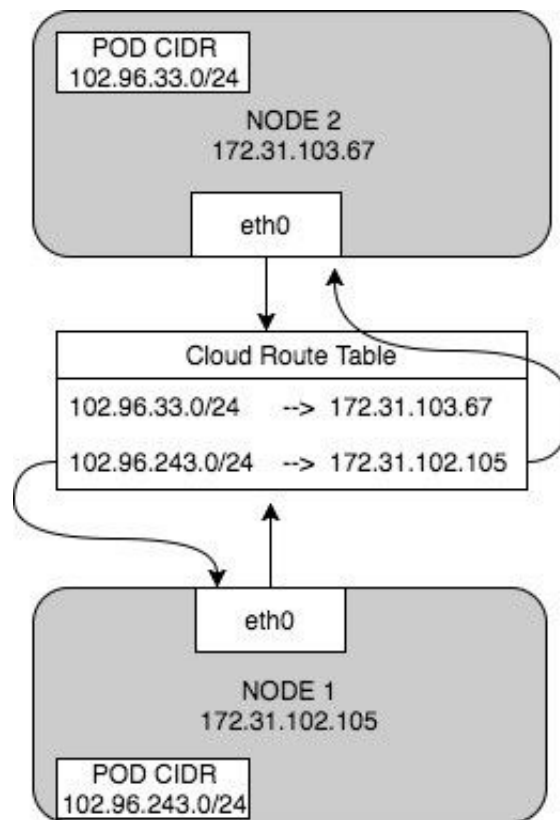 POD CIDR
102.96.33.0/24
NODE 2
172.31.103.67
eth0
Cloud Route Table
102.96.33.0/24 --> 172.31.103.67
102.96.243.0/24 --> 172.31.102.105
eth0
NODE 1
172.31.102.105
POD CIDR
102.96.243.0/24